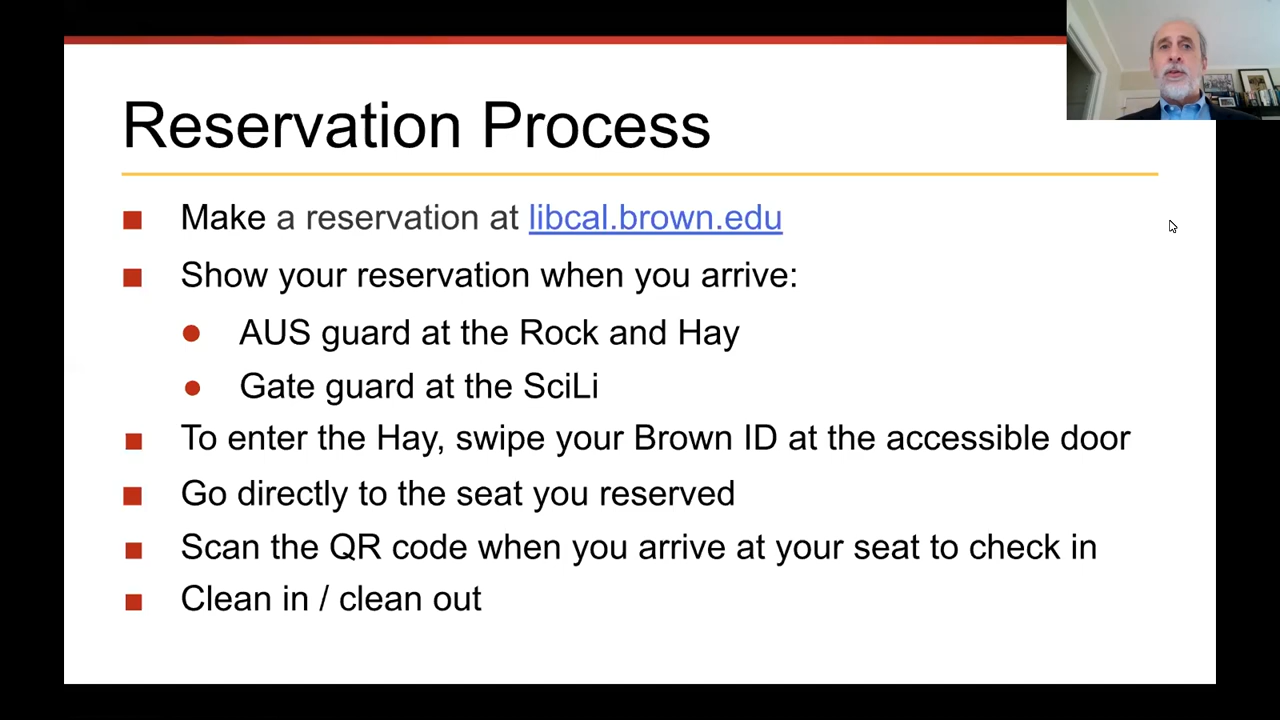 Reservation Process
Make a reservation at libcal.brown.edu
Show your reservation when you arrive:
AUS guard at the Rock and Hay
Gate guard at the SciLi
To enter the Hay, swipe your Brown ID at the accessible door
Go directly to the seat you reserved
Scan the QR code when you arrive at your seat to check in
Clean in / clean out